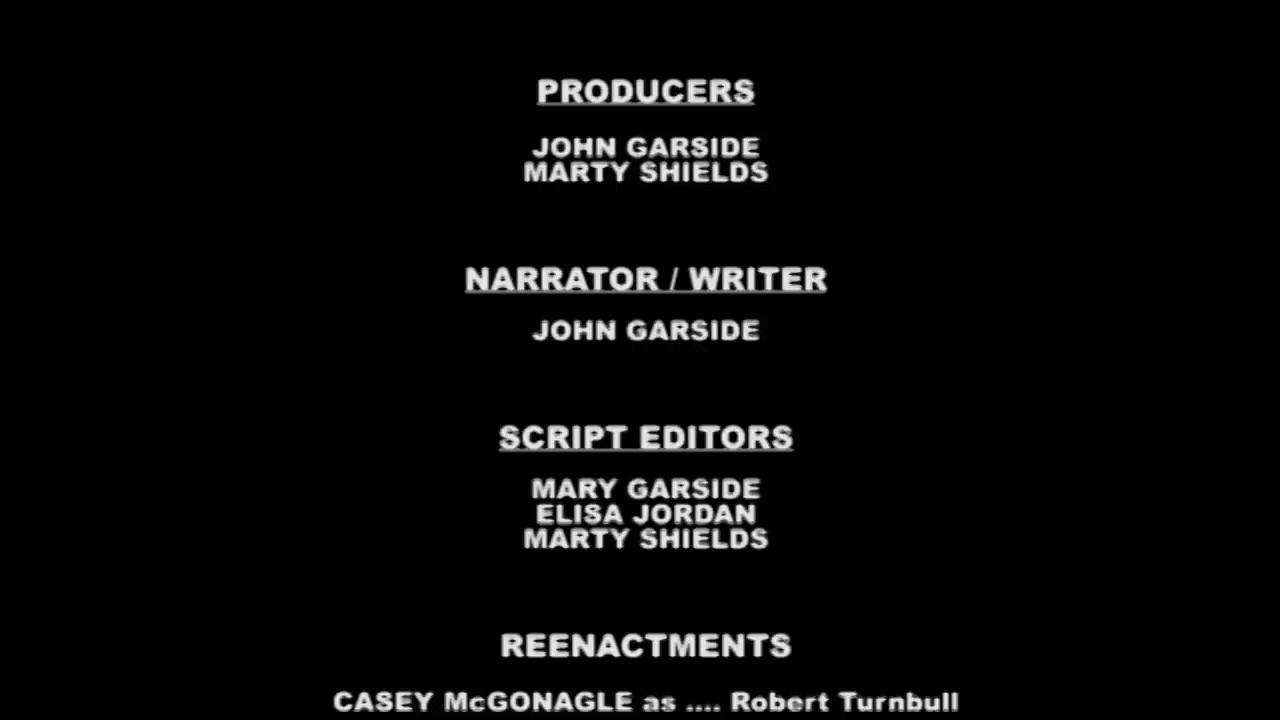 PRODUCERS
JOHN GARSIDE
MARTY SHIELDS
NARRATOR / WRITER
JOHN GARSIDE
SCRIPT EDITORS
MARY GARSIDE
ELISA JORDAN
MARTY SHIELDS
REENACTMENTS
CASEY McGONAGLE as .... Robert Turnbull